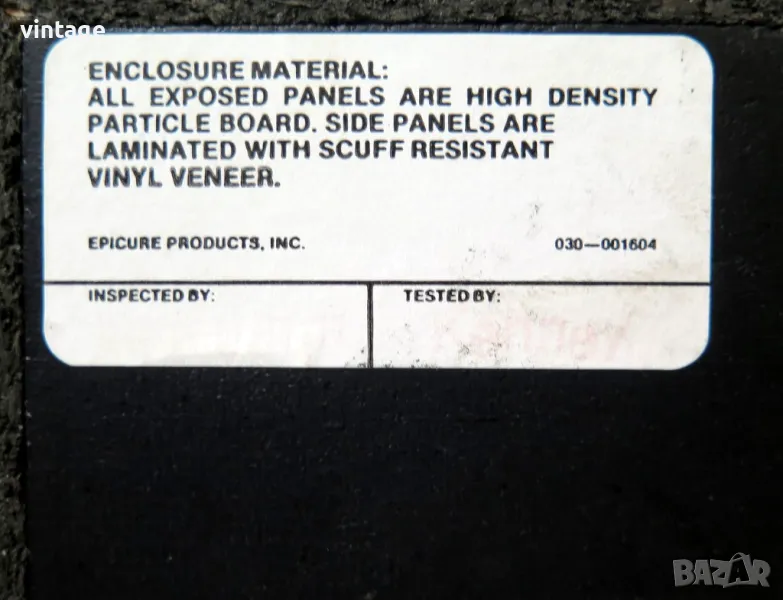 vintage
ENCLOSURE MATERIAL:
ALL EXPOSED PANELS ARE HIGH DENSITY
PARTICLE BOARD. SIDE PANELS ARE
LAMINATED WITH SCUFF RESISTANT
VINYL VENEER.
EPICURE PRODUCTS, INC. 030—001604
INSPECTED BY: TESTED BY:
BAZAR